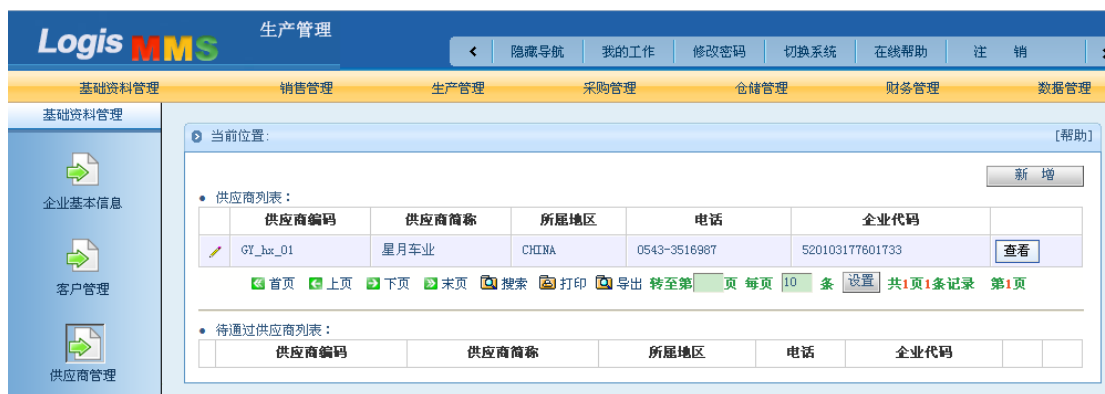 Logis MMS 生产管理
隐藏导航 我的工作 修改密码 切换系统 在线帮助 注 销
基础资料管理 销售管理 生产管理 采购管理 仓储管理 财务管理 数据管理
基础资料管理
当前位置: [帮助]
新 增
企业基本信息
客户管理
供应商管理
• 供应商列表：
供应商编码 供应商简称 所属地区 电话 企业代码
GY_hx_01 星月车业 CHINA 0543-3516987 520103177601733 查看
首页 上页 下页 末页 搜索 打印 导出 转至第 页 每页 10 条 设置 共1页1条记录 第1页
• 待通过供应商列表：
供应商编码 供应商简称 所属地区 电话 企业代码